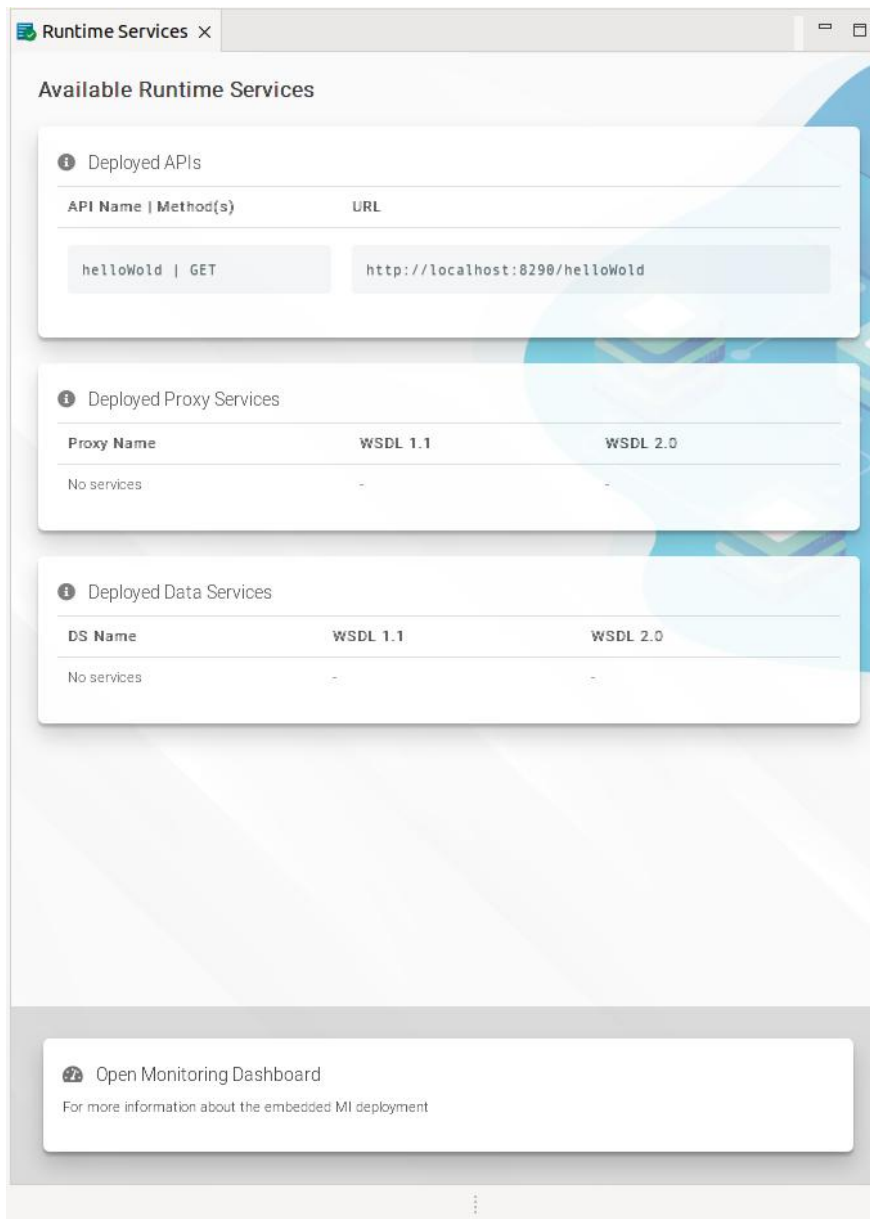 Runtime Services
Available Runtime Services
Deployed APIs
API Name | Method(s) URL
helloWold | GET http://localhost:8290/helloWold
Deployed Proxy Services
Proxy Name WSDL 1.1 WSDL 2.0
No services - -
Deployed Data Services
DS Name WSDL 1.1 WSDL 2.0
No services - -
Open Monitoring Dashboard
For more information about the embedded MI deployment